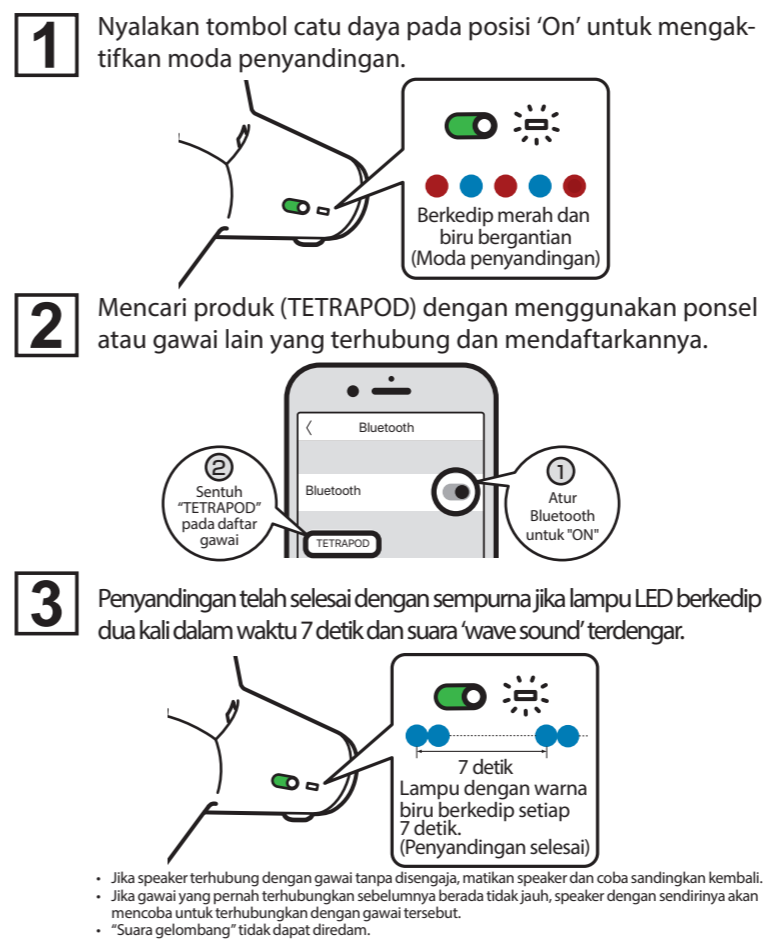 1
Nyalakan tombol catu daya pada posisi ‘On’ untuk mengak-
tifkan moda penyandingan.
Berkedip merah dan
biru bergantian
(Moda penyandingan)
2
Mencari produk (TETRAPOD) dengan menggunakan ponsel
atau gawai lain yang terhubung dan mendaftarkannya.
〈 Bluetooth
Bluetooth
TETRAPOD
②
Sentuh
“TETRAPOD”
pada daftar
gawai
①
Atur
Bluetooth
untuk "ON"
3
Penyandingan telah selesai dengan sempurna jika lampu LED berkedip
dua kali dalam waktu 7 detik dan suara ‘wave sound’ terdengar.
7 detik
Lampu dengan warna
biru berkedip setiap
7 detik.
(Penyandingan selesai)
• Jika speaker terhubung dengan gawai tanpa disengaja, matikan speaker dan coba sandingkan kembali.
• Jika gawai yang pernah terhubungkan sebelumnya berada tidak jauh, speaker dengan sendirinya akan
mencoba untuk terhubungkan dengan gawai tersebut.
• “Suara gelombang” tidak dapat diredam.